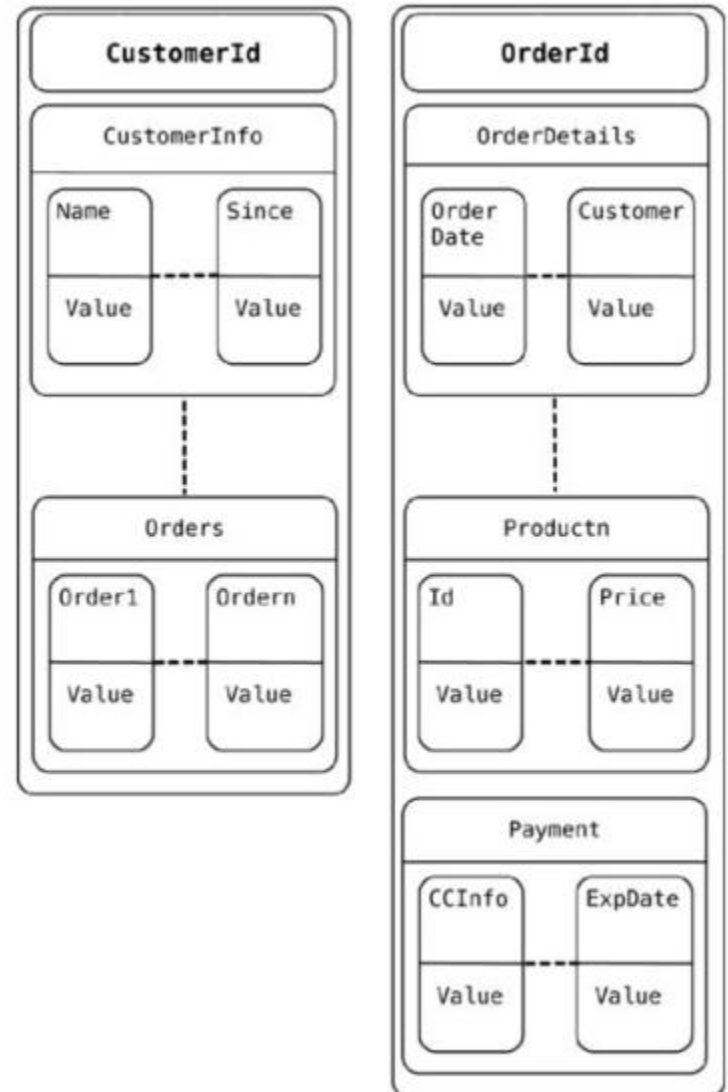 CustomerId
CustomerInfo
Name Since
Value Value
Orders
Order1 Ordern
Value Value
OrderId
OrderDetails
Order Customer
Date
Value Value
Productn
Id Price
Value Value
Payment
CCInfo ExpDate
Value Value